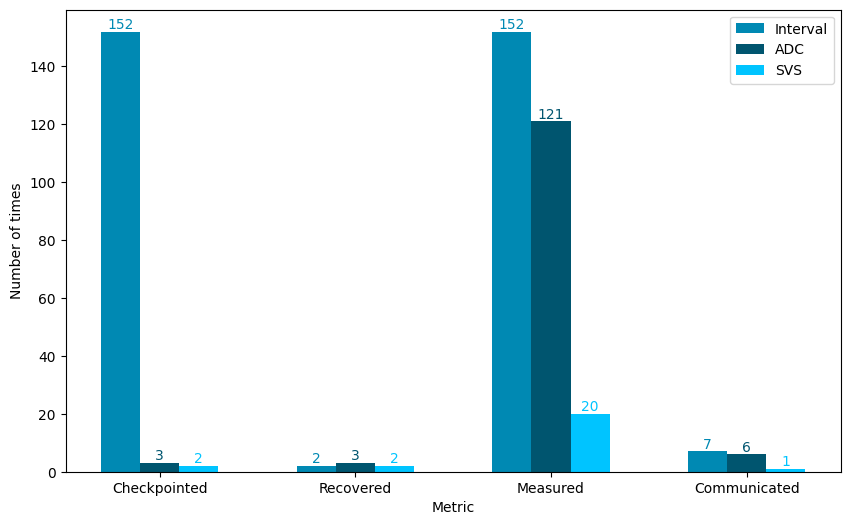 152
152
Interval
ADC
SVS
140
120
121
100
80
60
40
20
20
0
3
2
2
3
2
7
6
1
Number of times
Checkpointed
Recovered
Measured
Communicated
Metric